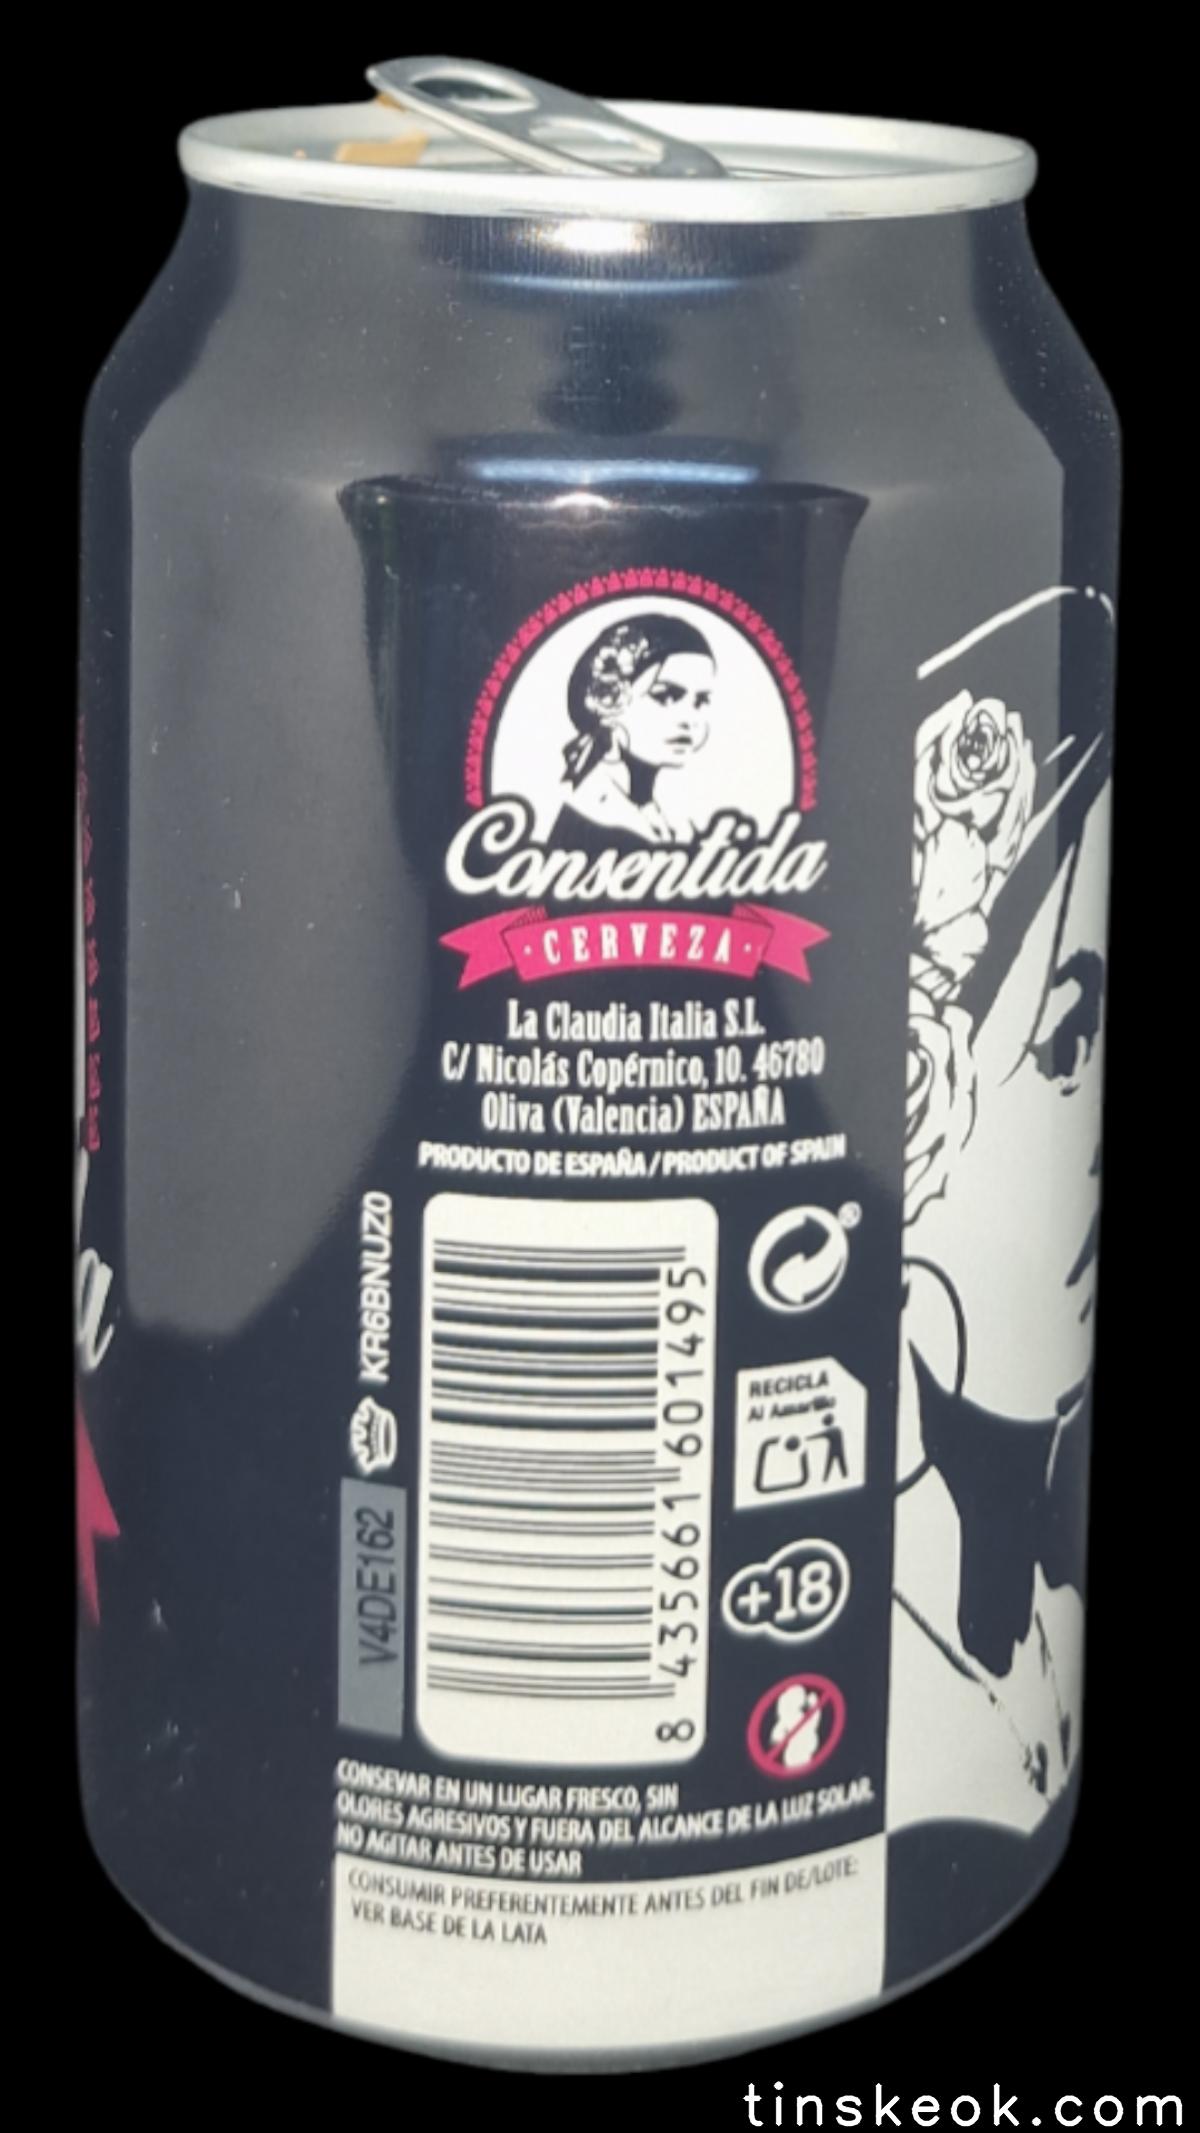 Consentida
· CERVEZA ·
La Claudia Italia S.L.
C/ Nicolás Copérnico, 10. 46780
Oliva (Valencia) ESPAÑA
PRODUCTO DE ESPAÑA / PRODUCT OF SPAIN
KR6BNUZ0
V4DE162
8 435661 601495
®
RECICLA
Al Amarillo
+18
CONSEVAR EN UN LUGAR FRESCO, SIN
OLORES AGRESIVOS Y FUERA DEL ALCANCE DE LA LUZ SOLAR.
NO AGITAR ANTES DE USAR
CONSUMIR PREFERENTEMENTE ANTES DEL FIN DE/LOTE:
VER BASE DE LA LATA
tinskeok.com